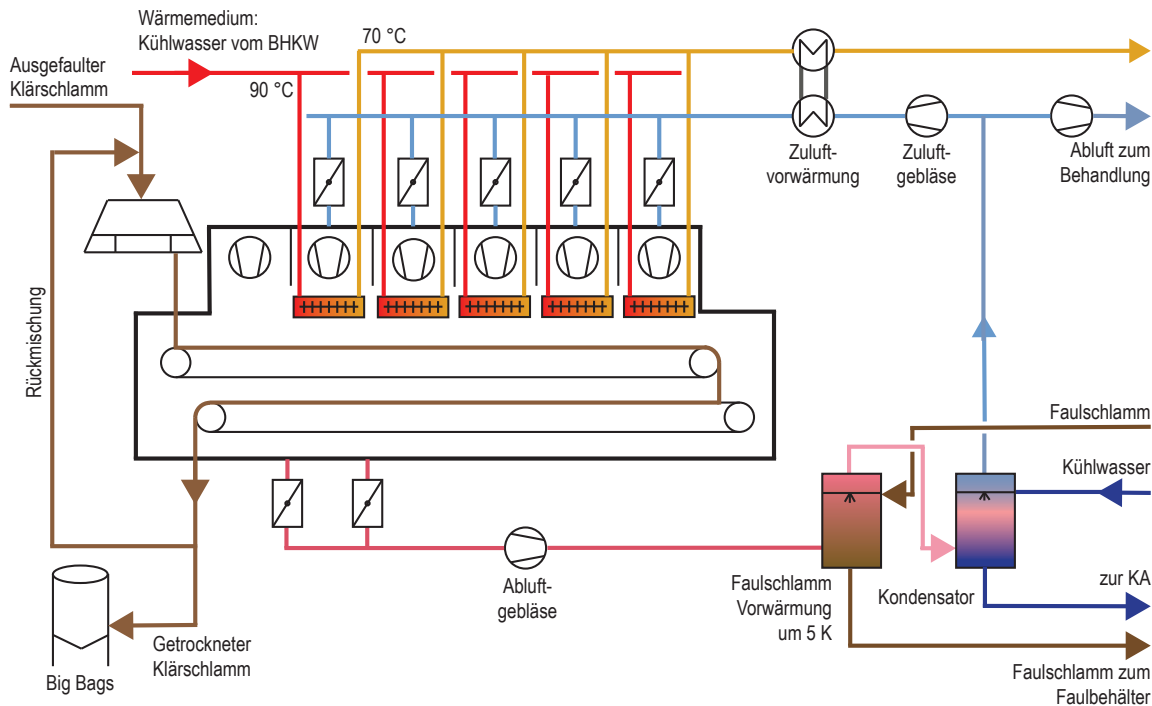 Wärmemedium:
Kühlwasser vom BHKW
70 °C
Ausgefaulter
Klärschlamm
90 °C
Zuluft-
vorwärmung
Zuluft-
gebläse
Abluft zum
Behandlung
Rückmischung
Faulschlamm
Kühlwasser
Abluft-
gebläse
Faulschlamm
Vorwärmung
um 5 K
Kondensator
zur KA
Getrockneter
Klärschlamm
Big Bags
Faulschlamm zum
Faulbehälter